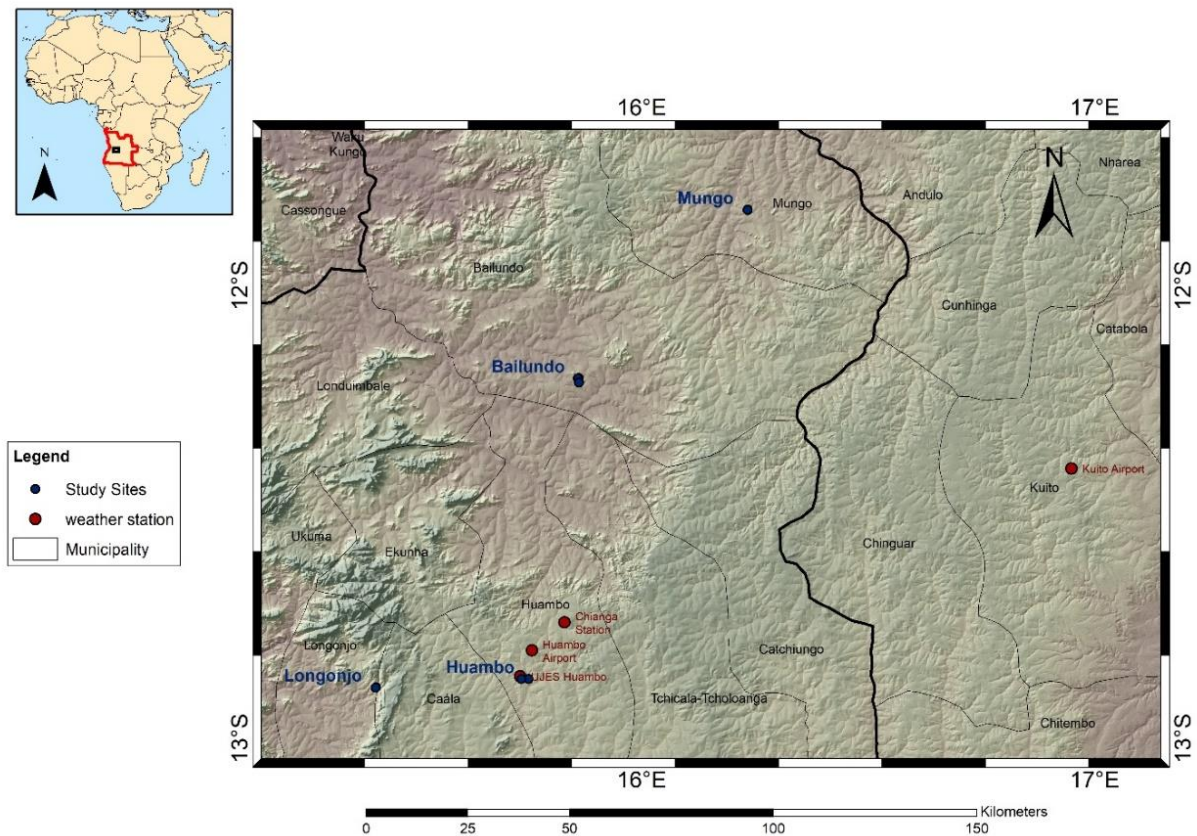 N
16°E
17°E
Waku
Kungo
Nharea
N
Andulo
Mungo
Mungo
Cassongue
Bailundo
12°S
12°S
Cunhinga
Catabola
Bailundo
Londuimbale
Kuito Airport
Kuito
Legend
Study Sites
weather station
Municipality
Ukuma
Ekunha
Chinguar
Huambo
Chianga
Station
Huambo
Airport
Longonjo
Longonjo
Huambo
UJES Huambo
Catchiungo
Caála
Tchicala-Tcholoanga
Chitembo
13°S
13°S
16°E
17°E
Kilometers
0
25
50
100
150